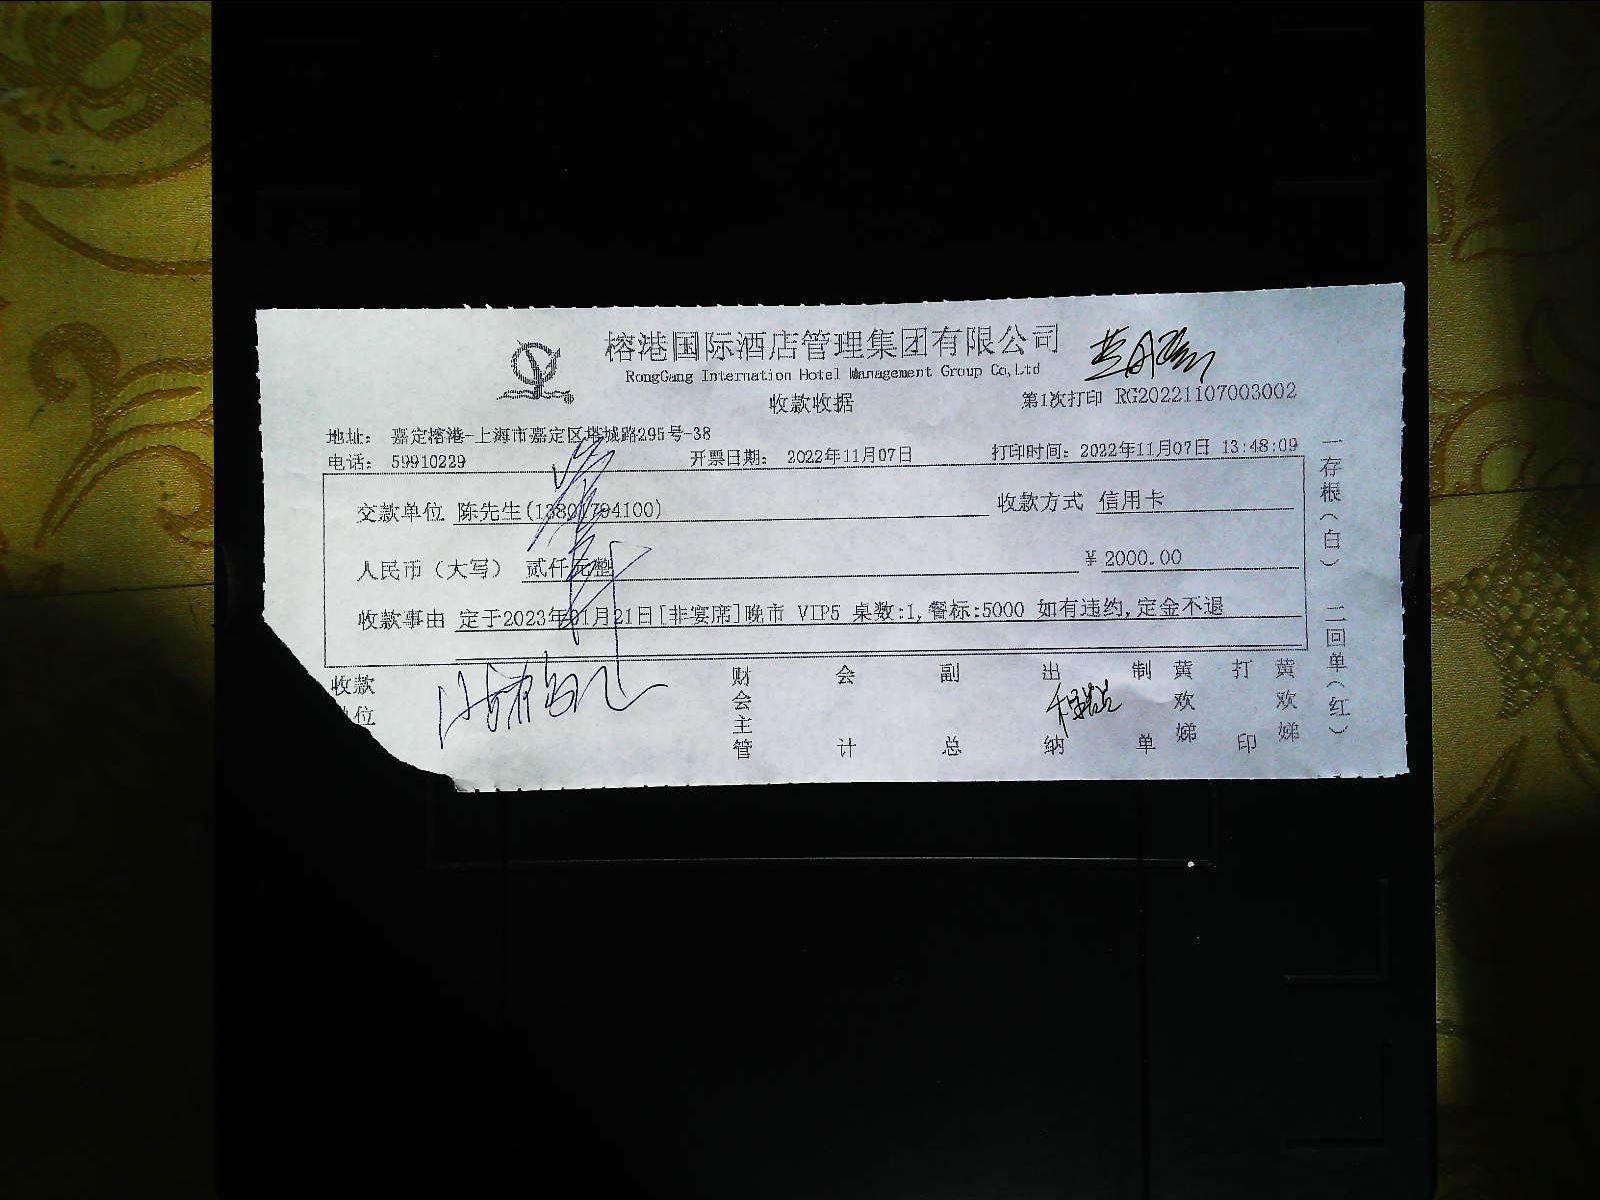 榕港国际酒店管理集团有限公司
RongGang Internation Hotel Management Group Co,Ltd
收款收据
第1次打印 RG20221107003002
地址： 嘉定榕港-上海市嘉定区塔城路295号-38
电话： 59910229 开票日期： 2022年11月07日 打印时间：2022年11月07日 13:48:09
交款单位 陈先生(13801794100) 收款方式 信用卡
人民币（大写） 贰仟元整 ¥ 2000.00
收款事由 定于2023年01月21日[非宴席]晚市 VIP5 桌数:1,餐标:5000 如有违约,定金不退
收款
单位
财会主管
会计
副总
出纳
制单
黄欢娣
打印
黄欢娣
一存根（白） 二回单（红）